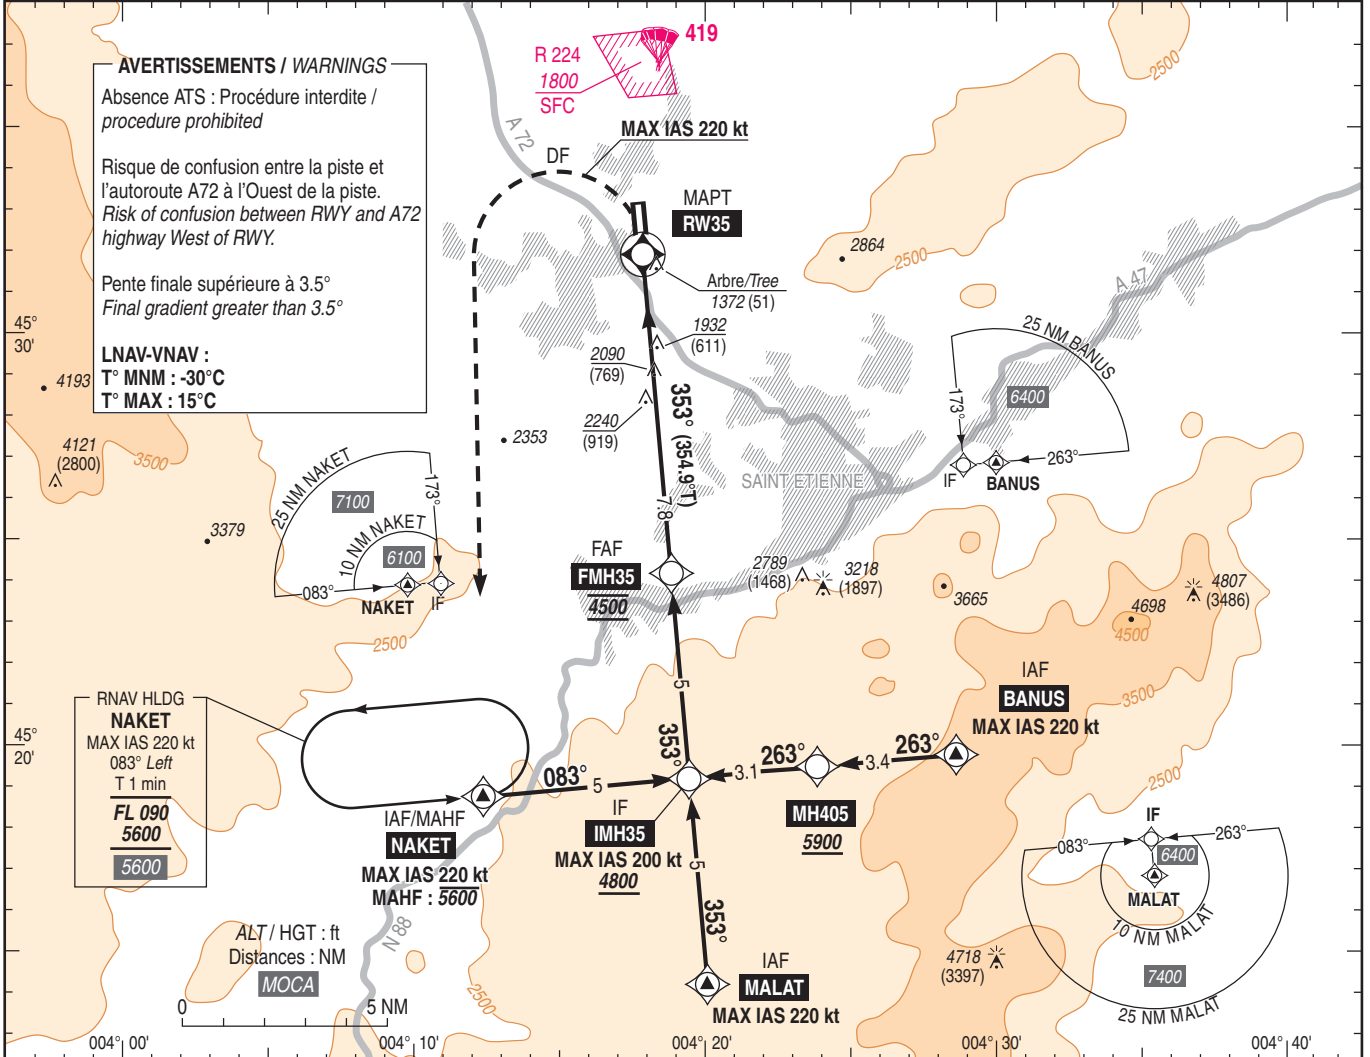 AVERTISSEMENTS / WARNINGS
Absence ATS : Procédure interdite /
procedure prohibited
Risque de confusion entre la piste et
l'autoroute A72 à l'Ouest de la piste.
Risk of confusion between RWY and A72
highway West of RWY.
Pente finale supérieure à 3.5°
Final gradient greater than 3.5°
LNAV-VNAV :
T° MNM : -30°C
T° MAX : 15°C
R 224
1800
SFC
419
A 72
MAX IAS 220 kt
DF
MAPT
RW35
Arbre/Tree
1372 (51)
1932
(611)
2090
(769)
2240
(919)
2864
2500
2500
A 47
45°
30'
4193
4121
(2800)
3500
3379
2353
25 NM NAKET
7100
173°
10 NM NAKET
6100
083°
NAKET
IF
2500
353° (354.9°T)
7.8
SAINT ETIENNE
25 NM BANUS
6400
173°
263°
IF
BANUS
FAF
FMH35
4500
2789
(1468)
3218
(1897)
3665
4698
4500
4807
(3486)
3500
2500
IAF
BANUS
MAX IAS 220 kt
RNAV HLDG
NAKET
MAX IAS 220 kt
083° Left
T 1 min
FL 090
5600
5600
45°
20'
5
353°
083°
5
263°
3.1
263°
3.4
IAF/MAHF
NAKET
MAX IAS 220 kt
MAHF : 5600
IF
IMH35
MAX IAS 200 kt
4800
MH405
5900
5
353°
IAF
MALAT
MAX IAS 220 kt
IF
083°
263°
6400
MALAT
10 NM MALAT
7400
25 NM MALAT
4718
(3397)
N 88
2500
ALT / HGT : ft
Distances : NM
MOCA
0
5 NM
004° 00'
004° 10'
004° 20'
004° 30'
004° 40'